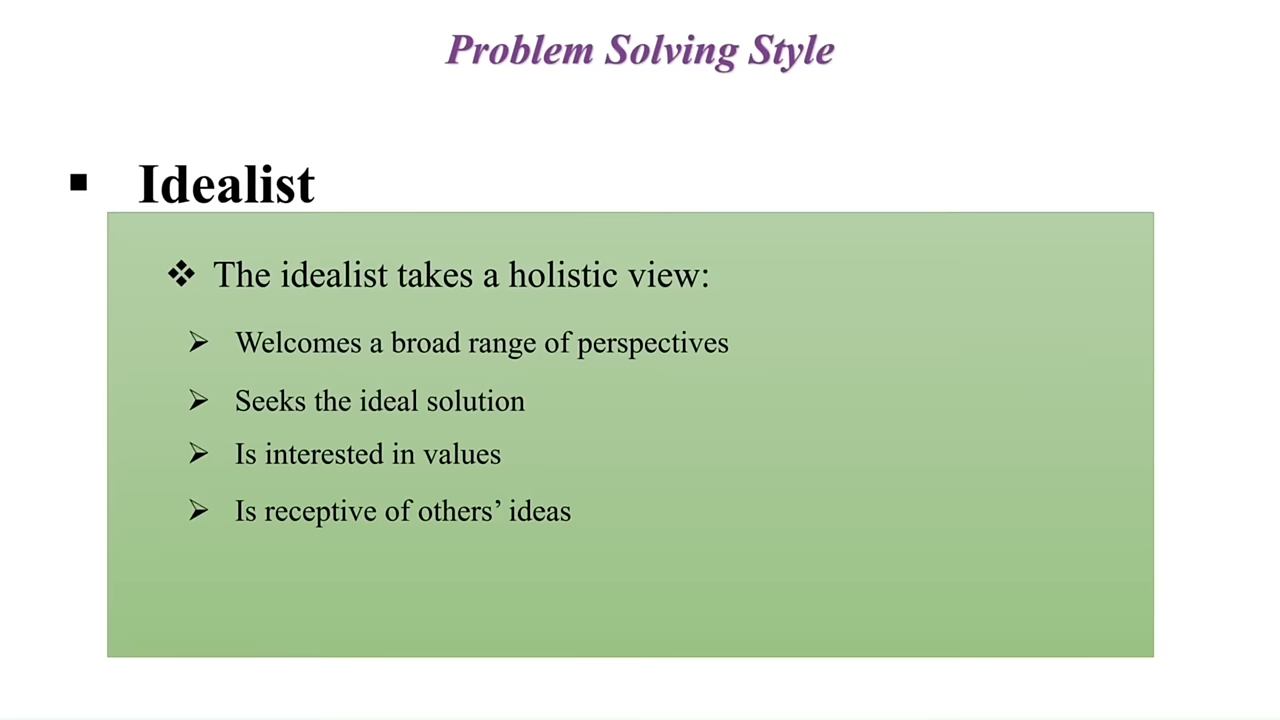 Problem Solving Style
▪ Idealist
❖ The idealist takes a holistic view:
➢ Welcomes a broad range of perspectives
➢ Seeks the ideal solution
➢ Is interested in values
➢ Is receptive of others’ ideas